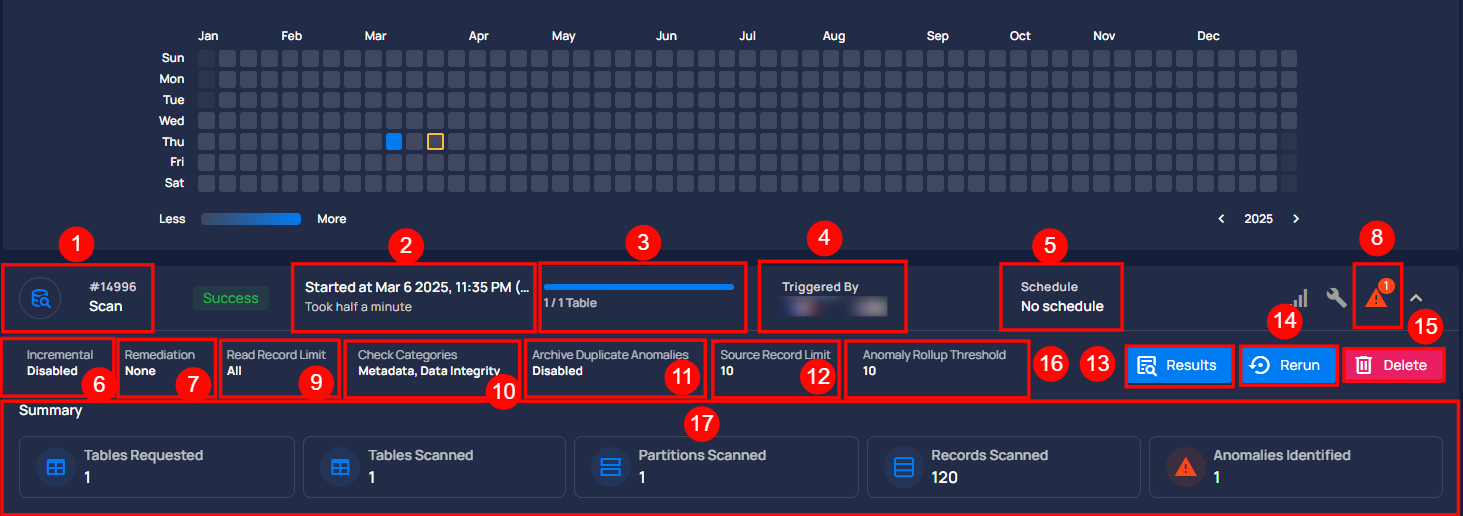 Jan Feb Mar Apr May Jun Jul Aug Sep Oct Nov Dec
Sun
Mon
Tue
Wed
Thu
Fri
Sat
Less More 2025
1 2 3 4 5 8
#14996
Scan
Success
Started at Mar 6 2025, 11:35 PM (...
Took half a minute
1 / 1 Table
Triggered By
Schedule
No schedule
1
14 15
Incremental
Disabled
6
Remediation
None
7
Read Record Limit
All
9
Check Categories
Metadata, Data Integrity
10
Archive Duplicate Anomalies
Disabled
11
Source Record Limit
10
12
Anomaly Rollup Threshold
10
16 13
Results
Rerun
Delete
Summary
17
Tables Requested
1
Tables Scanned
1
Partitions Scanned
1
Records Scanned
120
Anomalies Identified
1